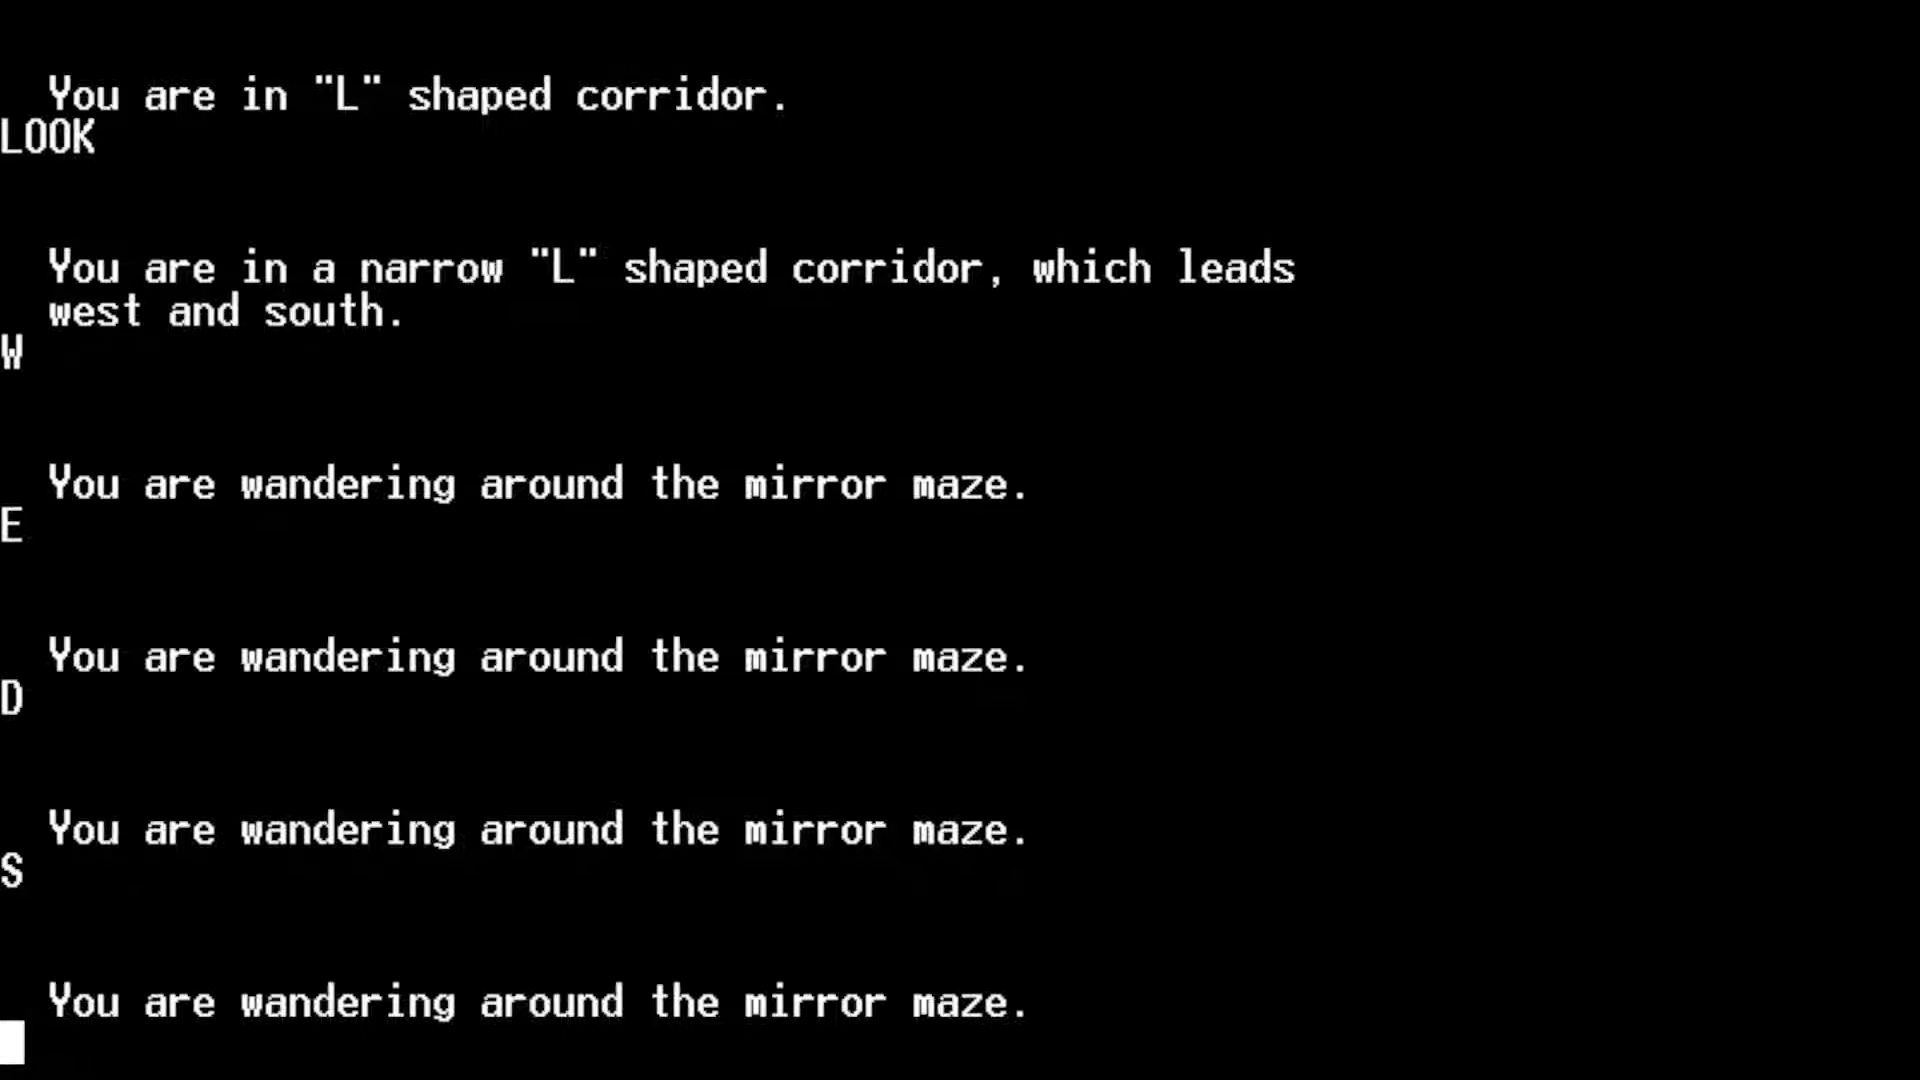 You are in "L" shaped corridor.
LOOK
You are in a narrow "L" shaped corridor, which leads
west and south.
W
You are wandering around the mirror maze.
E
You are wandering around the mirror maze.
D
You are wandering around the mirror maze.
S
You are wandering around the mirror maze.